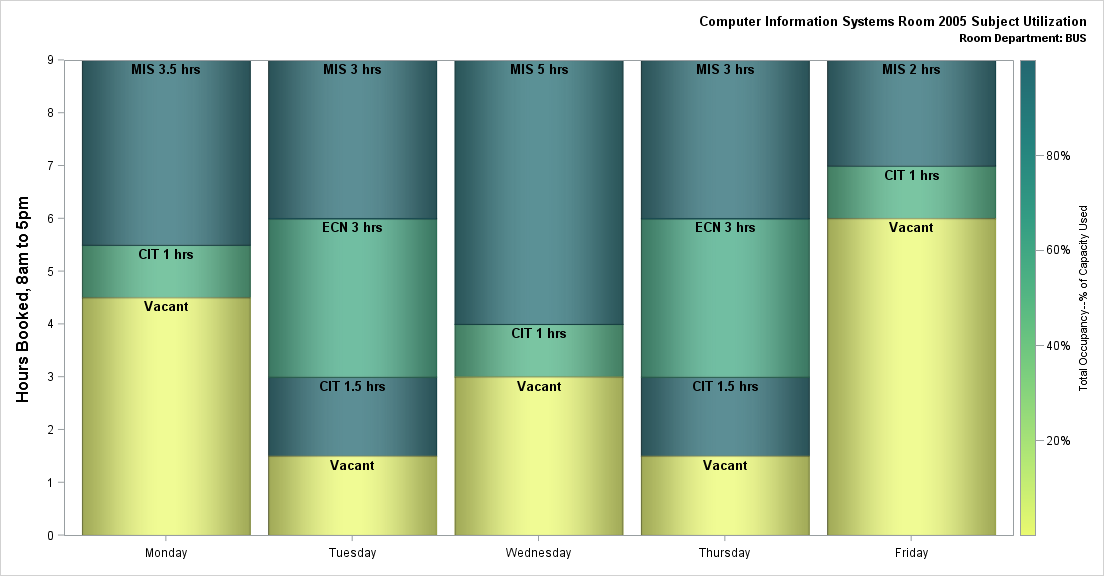 Computer Information Systems Room 2005 Subject Utilization
Room Department: BUS
Hours Booked, 8am to 5pm
9
8
7
6
5
4
3
2
1
0
MIS 3.5 hrs
CIT 1 hrs
Vacant
MIS 3 hrs
ECN 3 hrs
CIT 1.5 hrs
Vacant
MIS 5 hrs
CIT 1 hrs
Vacant
MIS 3 hrs
ECN 3 hrs
CIT 1.5 hrs
Vacant
MIS 2 hrs
CIT 1 hrs
Vacant
Monday
Tuesday
Wednesday
Thursday
Friday
80%
60%
40%
20%
Total Occupancy--% of Capacity Used